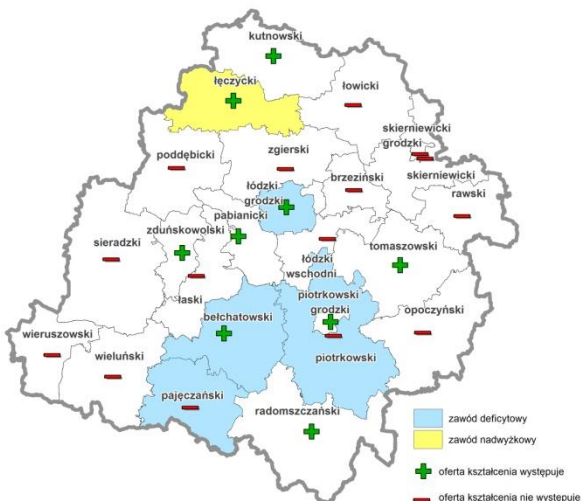 kutnowski
łęczycki
łowicki
skierniewicki
grodzki
zgierski
poddębicki
brzeziński
skierniewicki
łódzki
grodzki
rawski
pabianicki
zduńskowolski
sieradzki
tomaszowski
łódzki
wschodni
łaski
piotrkowski
grodzki
opoczyński
bełchatowski
wieruszowski
wieluński
piotrkowski
pajęczański
radomszczański
zawód deficytowy
zawód nadwyżkowy
oferta kształcenia występuje
oferta kształcenia nie występuje